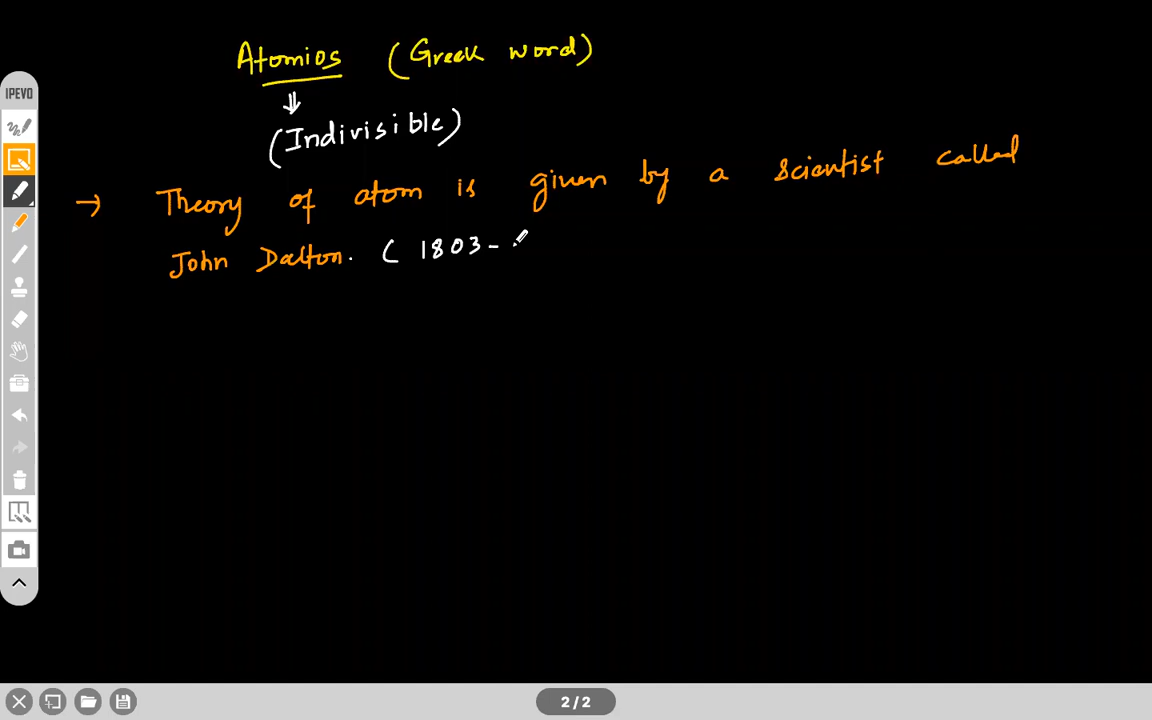 IPEVO
Atomios (Greek word)
(Indivisible)
→ Theory of atom is given by a scientist called
John Dalton. ( 1803-
2/2